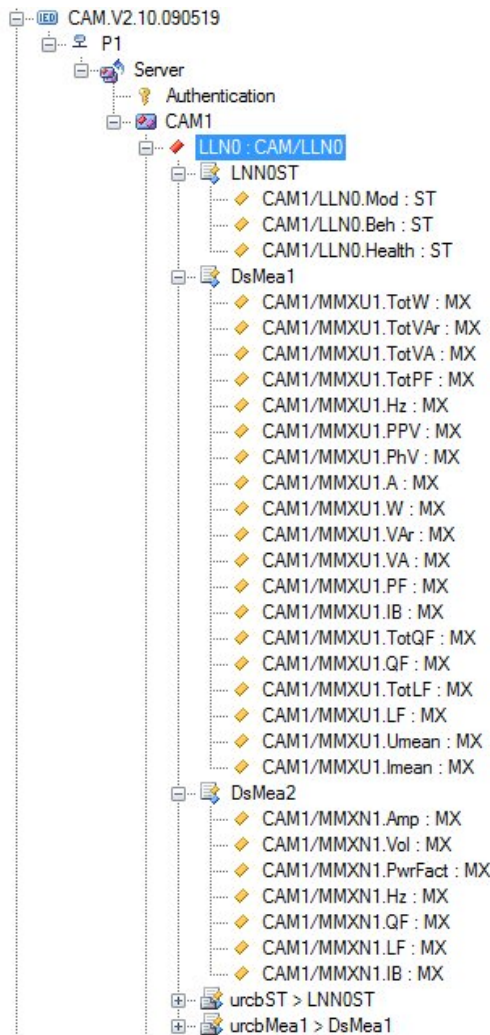 IED CAM.V2.10.090519
P1
Server
Authentication
CAM1
LLN0 : CAM/LLN0
LNN0ST
CAM1/LLN0.Mod : ST
CAM1/LLN0.Beh : ST
CAM1/LLN0.Health : ST
DsMea1
CAM1/MMXU1.TotW : MX
CAM1/MMXU1.TotVAr : MX
CAM1/MMXU1.TotVA : MX
CAM1/MMXU1.TotPF : MX
CAM1/MMXU1.Hz : MX
CAM1/MMXU1.PPV : MX
CAM1/MMXU1.PhV : MX
CAM1/MMXU1.A : MX
CAM1/MMXU1.W : MX
CAM1/MMXU1.VAr : MX
CAM1/MMXU1.VA : MX
CAM1/MMXU1.PF : MX
CAM1/MMXU1.IB : MX
CAM1/MMXU1.TotQF : MX
CAM1/MMXU1.QF : MX
CAM1/MMXU1.TotLF : MX
CAM1/MMXU1.LF : MX
CAM1/MMXU1.Umean : MX
CAM1/MMXU1.Imean : MX
DsMea2
CAM1/MMXN1.Amp : MX
CAM1/MMXN1.Vol : MX
CAM1/MMXN1.PwrFact : MX
CAM1/MMXN1.Hz : MX
CAM1/MMXN1.QF : MX
CAM1/MMXN1.LF : MX
CAM1/MMXN1.IB : MX
urcbST > LNN0ST
urcbMea1 > DsMea1